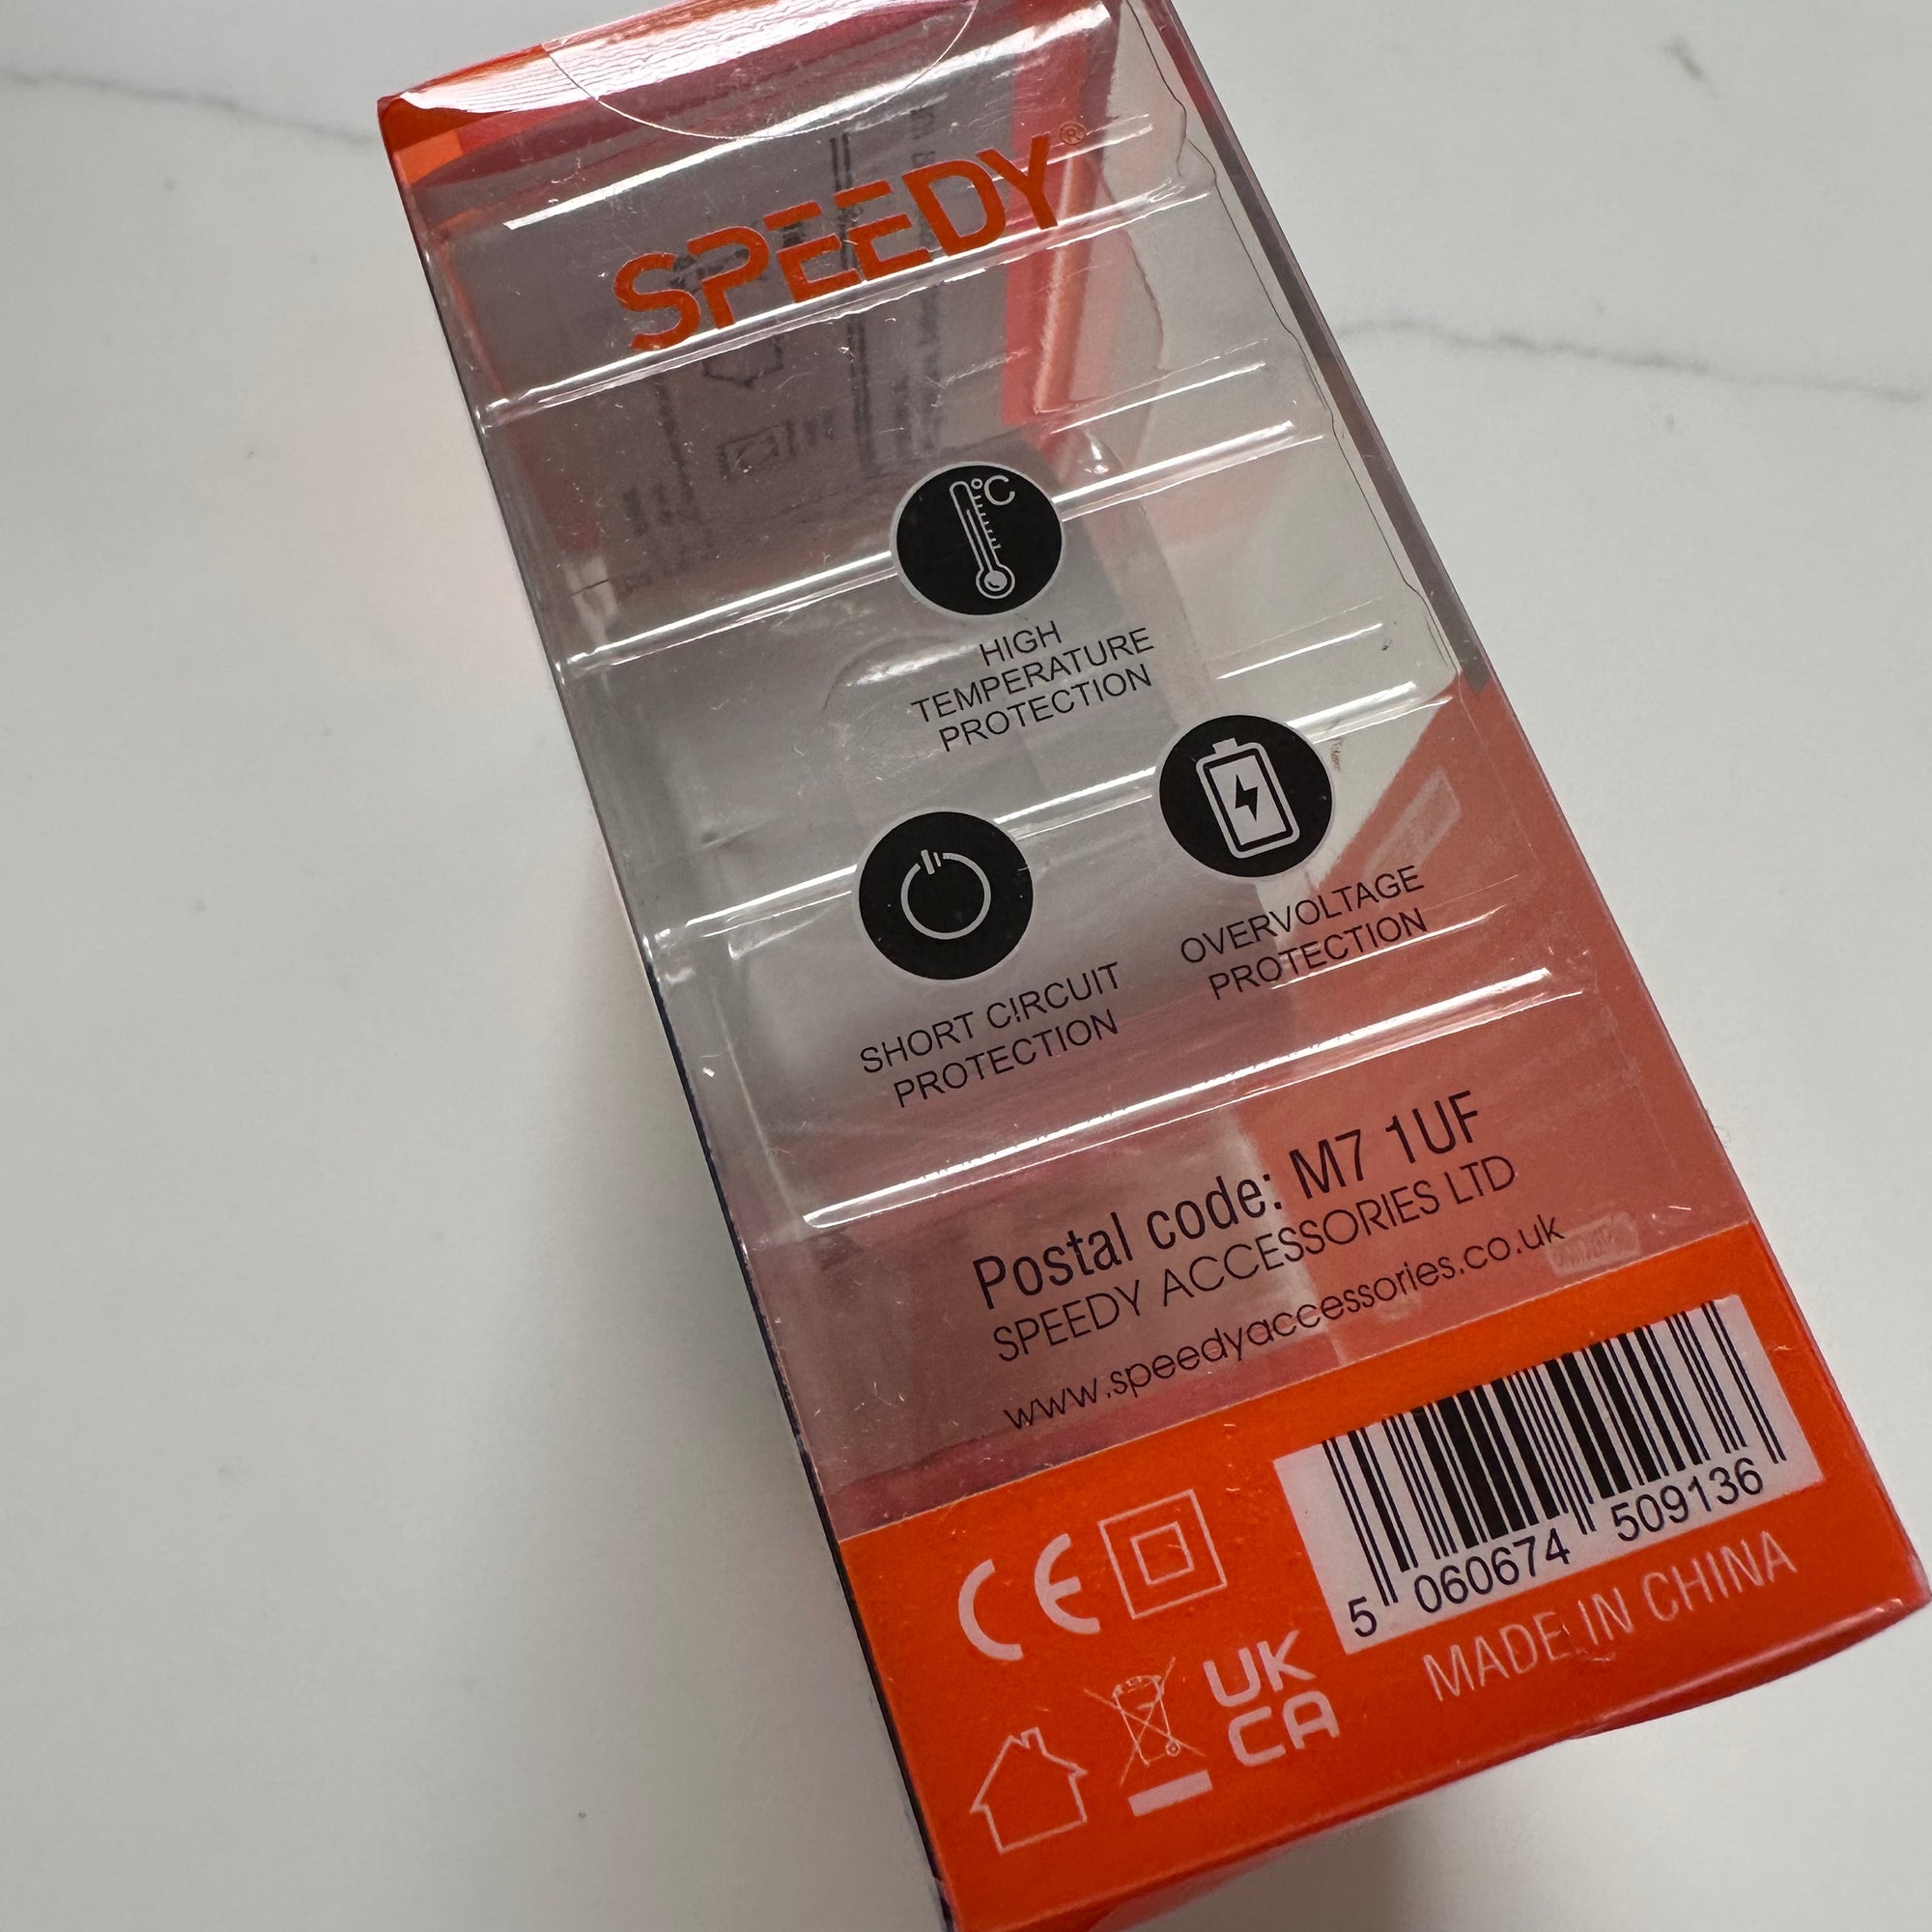 SPEEDY®
°C
HIGH
TEMPERATURE
PROTECTION
OVERVOLTAGE
PROTECTION
SHORT CIRCUIT
PROTECTION
Postal code: M7 1UF
SPEEDY ACCESSORIES LTD
www.speedyaccessories.co.uk
5 060674 509136
MADE IN CHINA
CE
UK
CA